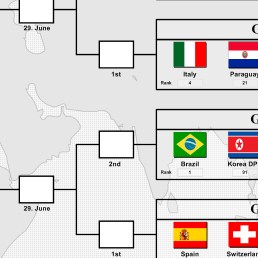 29. June
1st
G
Italy
Paraguay
Rank 4 21
G
2nd
Brazil
Korea DP
Rank 1 91
29. June
G
1st
Spain
Switzerland